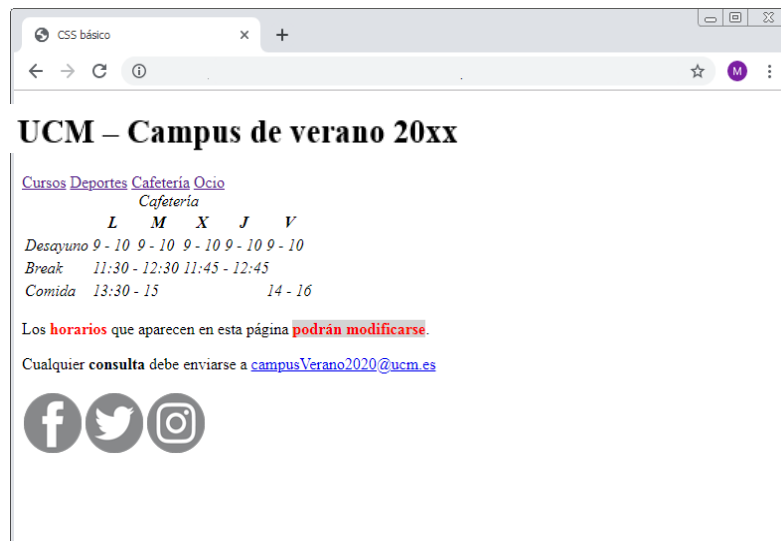 CSS básico
M
UCM – Campus de verano 20xx
Cursos Deportes Cafetería Ocio
Cafetería
L M X J V
Desayuno 9 - 10 9 - 10 9 - 10 9 - 10 9 - 10
Break 11:30 - 12:30 11:45 - 12:45
Comida 13:30 - 15 14 - 16
Los horarios que aparecen en esta página podrán modificarse.
Cualquier consulta debe enviarse a campusVerano2020@ucm.es